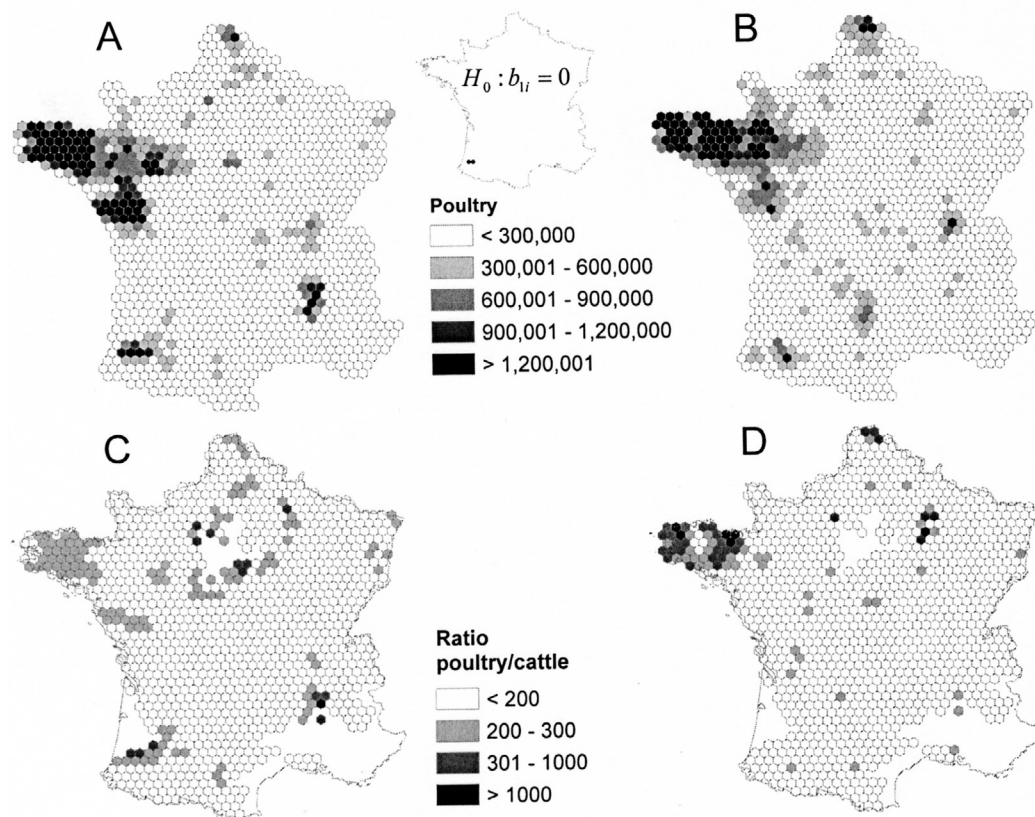 A
B
H₀ : b₁ᵢ = 0
Poultry
< 300,000
300,001 - 600,000
600,001 - 900,000
900,001 - 1,200,000
> 1,200,001
C
D
Ratio
poultry/cattle
< 200
200 - 300
301 - 1000
> 1000